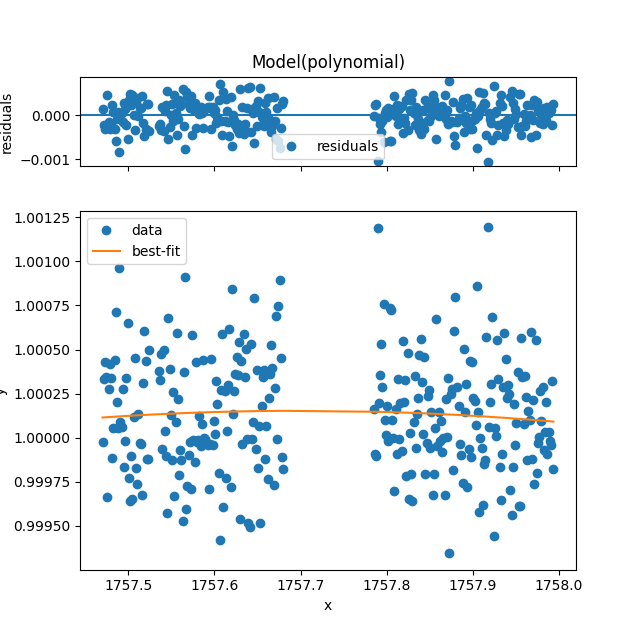 Model(polynomial)
residuals
0.000
−0.001
residuals
1.00125
1.00100
1.00075
1.00050
1.00025
1.00000
0.99975
0.99950
y
data
best-fit
1757.5 1757.6 1757.7 1757.8 1757.9 1758.0
x